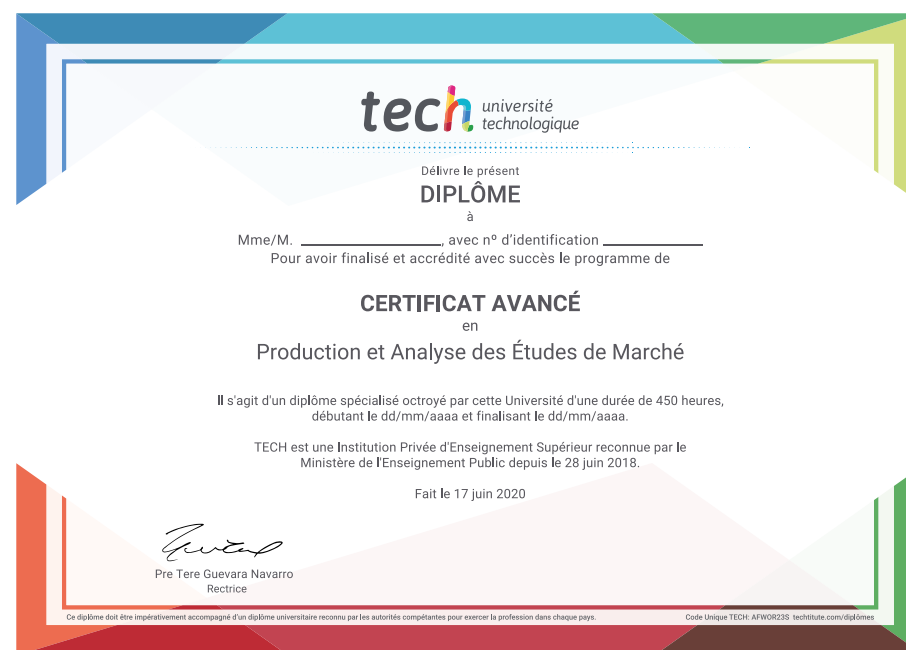 tech université
technologique
Délivre le présent
DIPLÔME
à
Mme/M. ____________________, avec nº d'identification ______________
Pour avoir finalisé et accrédité avec succès le programme de
CERTIFICAT AVANCÉ
en
Production et Analyse des Études de Marché
Il s'agit d'un diplôme spécialisé octroyé par cette Université d'une durée de 450 heures,
débutant le dd/mm/aaaa et finalisant le dd/mm/aaaa.
TECH est une Institution Privée d'Enseignement Supérieur reconnue par le
Ministère de l'Enseignement Public depuis le 28 juin 2018.
Fait le 17 juin 2020
Pre Tere Guevara Navarro
Rectrice
Ce diplôme doit être impérativement accompagné d'un diplôme universitaire reconnu par les autorités compétantes pour exercer la profession dans chaque pays.
Code Unique TECH: AFWOR23S techtitute.com/diplômes